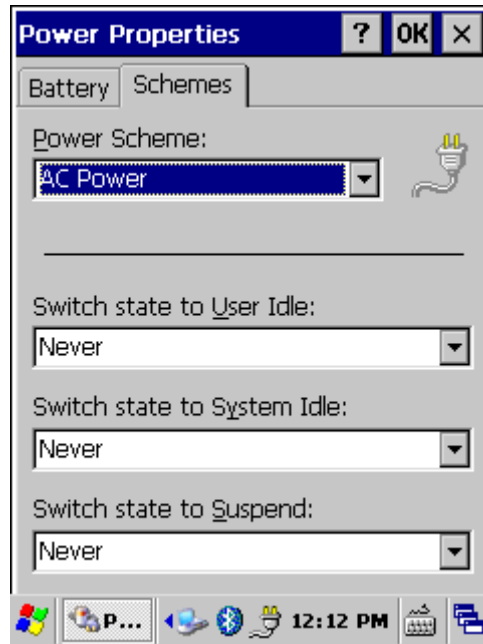 Power Properties ? OK ×
Battery Schemes
Power Scheme:
AC Power
Switch state to User Idle:
Never
Switch state to System Idle:
Never
Switch state to Suspend:
Never
P... 12:12 PM